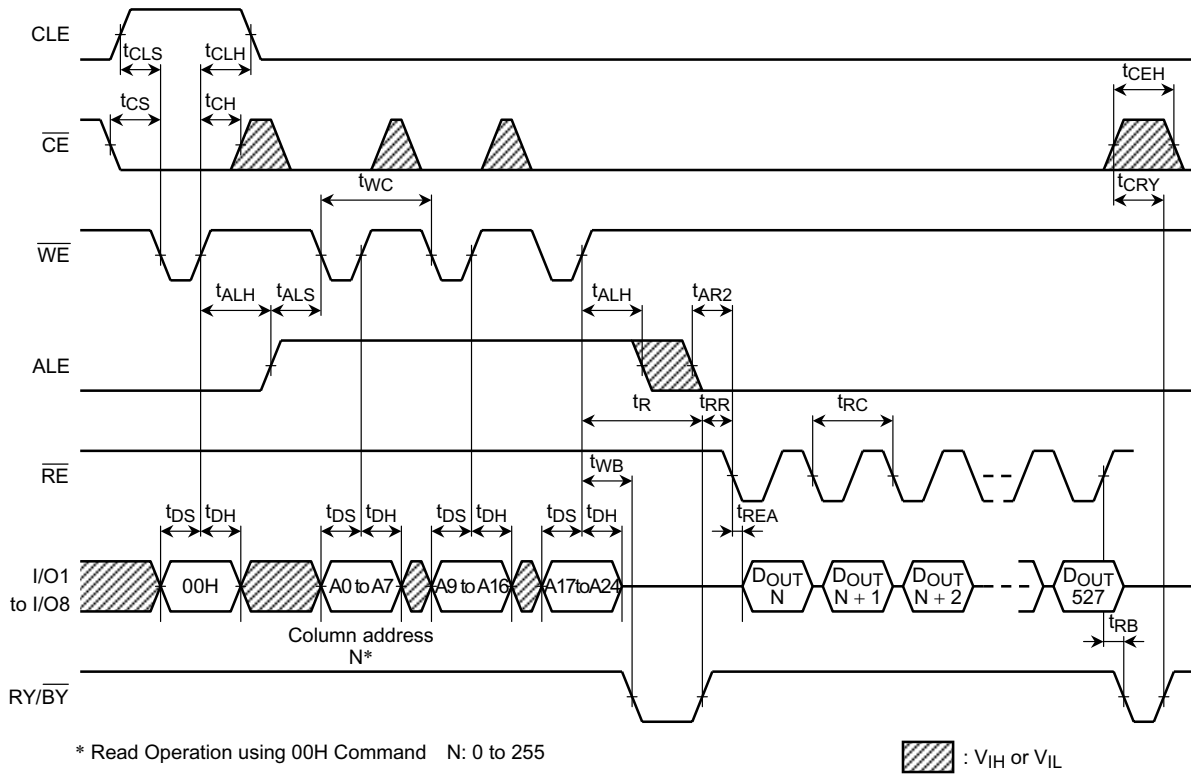 CLE
tCLS
tCLH
tCEH
tCS
tCH
CE
tWC
tCRY
WE
tALH
tALS
tALH
tAR2
ALE
tR
tRR
tRC
RE
tWB
tDS
tDH
tDS
tDH
tDS
tDH
tDS
tDH
tREA
I/O1
to I/O8
00H
A0 to A7
A9 to A16
A17toA24
DOUT
N
DOUT
N + 1
DOUT
N + 2
DOUT
527
Column address
N*
tRB
RY/BY
* Read Operation using 00H Command N: 0 to 255
: VIH or VIL